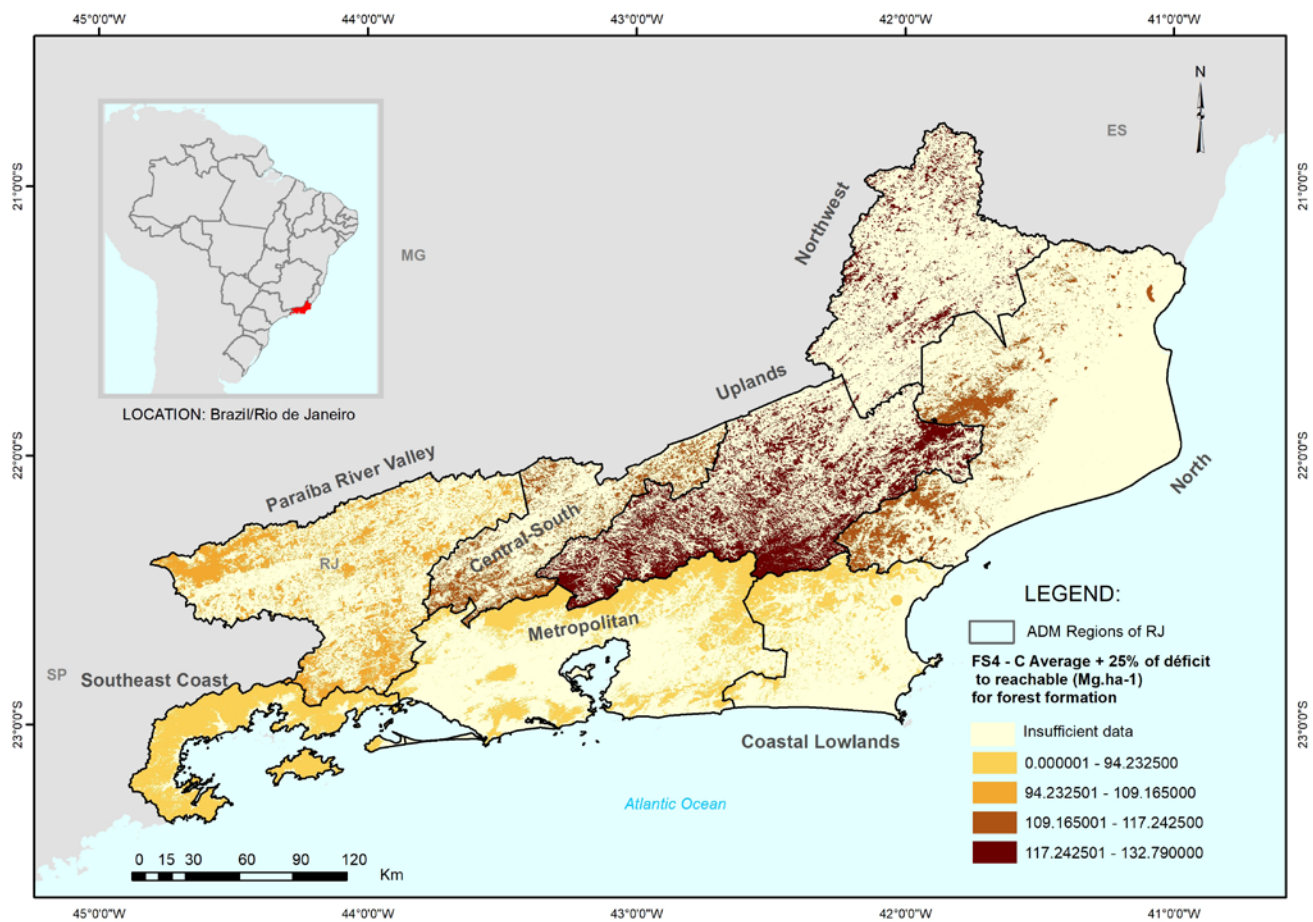 45°0'0"W 44°0'0"W 43°0'0"W 42°0'0"W 41°0'0"W
N
ES
21°0'0"S
21°0'0"S
MG
Northwest
LOCATION: Brazil/Rio de Janeiro
Uplands
22°0'0"S
22°0'0"S
Paraíba River Valley
North
Central-South
RJ
Metropolitan
SP
Southeast Coast
23°0'0"S
23°0'0"S
Coastal Lowlands
Atlantic Ocean
LEGEND:
ADM Regions of RJ
FS4 - C Average + 25% of déficit
to reachable (Mg.ha-1)
for forest formation
Insufficient data
0.000001 - 94.232500
94.232501 - 109.165000
109.165001 - 117.242500
117.242501 - 132.790000
0 15 30 60 90 120
Km
45°0'0"W 44°0'0"W 43°0'0"W 42°0'0"W 41°0'0"W